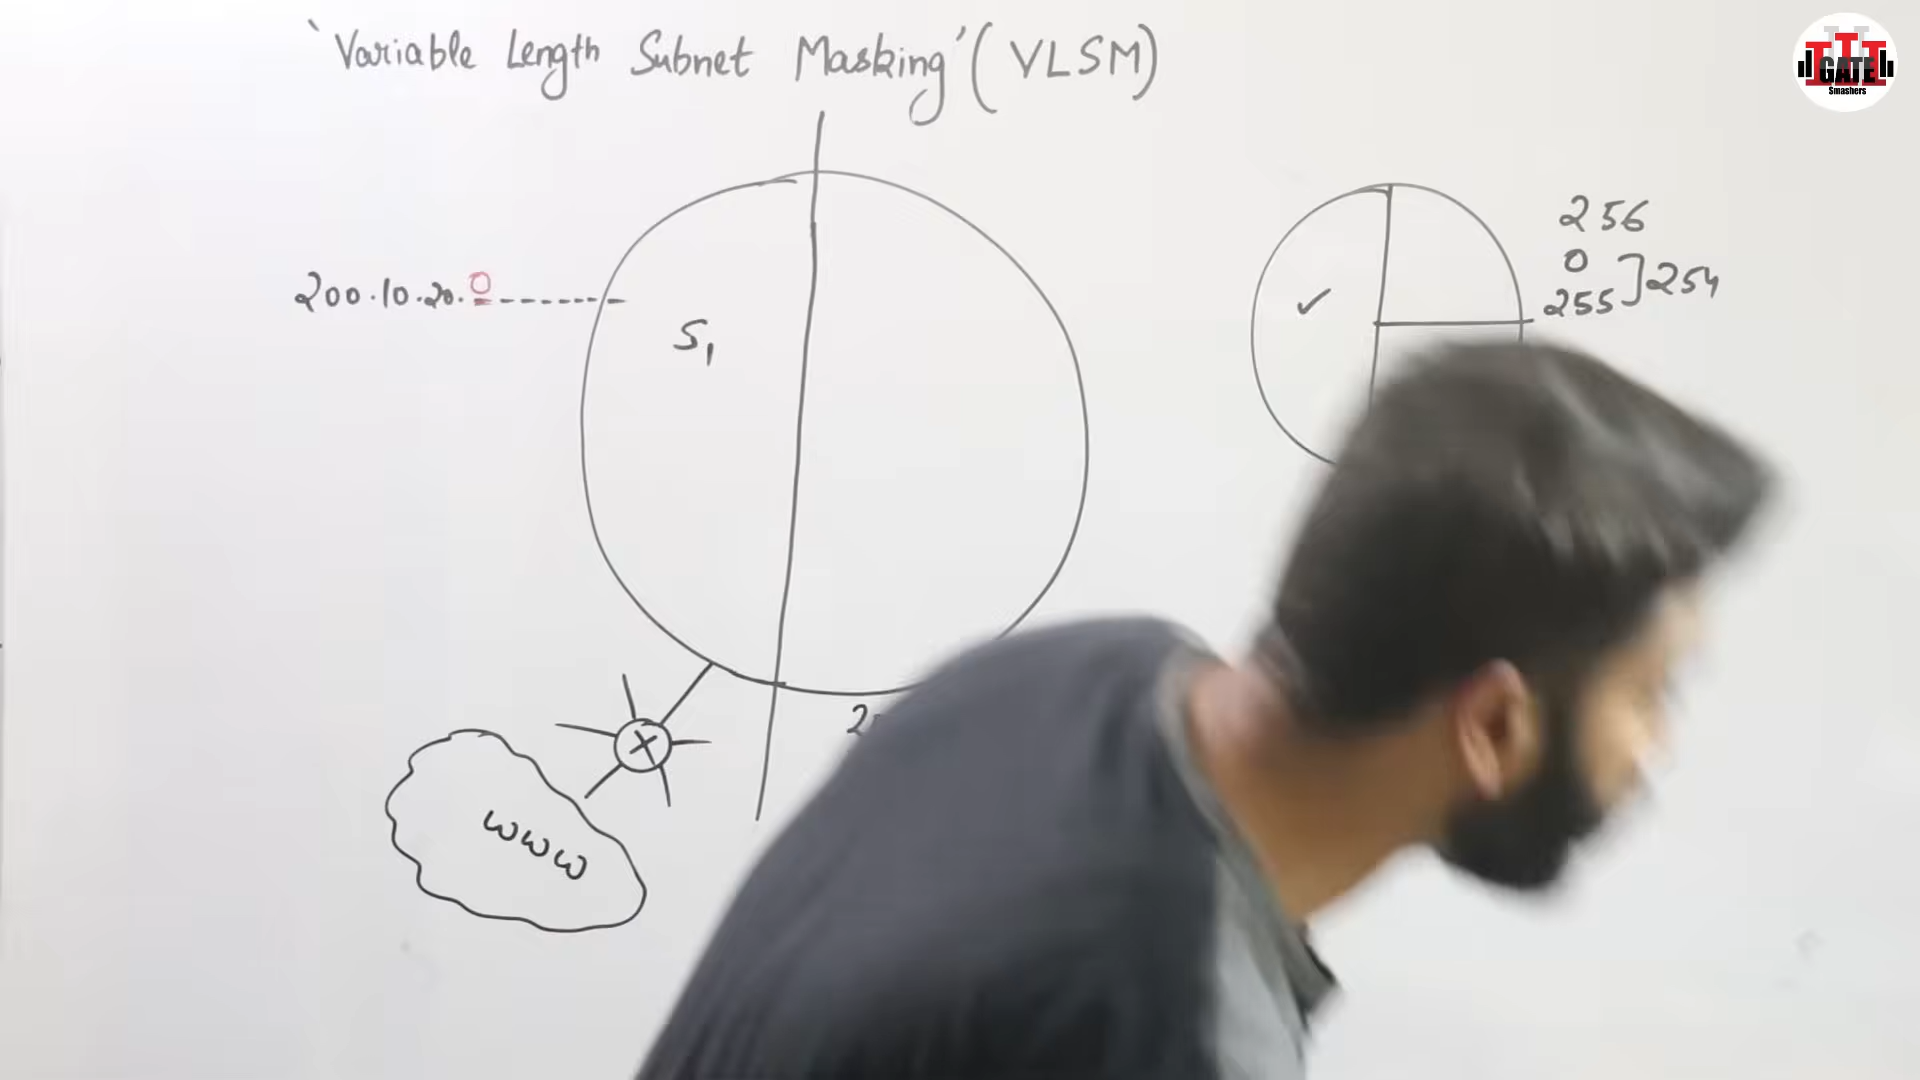 'Variable Length Subnet Masking' (VLSM)
GATE
Smashers
256
0
255 ] 254
200.10.20.0
S1
www